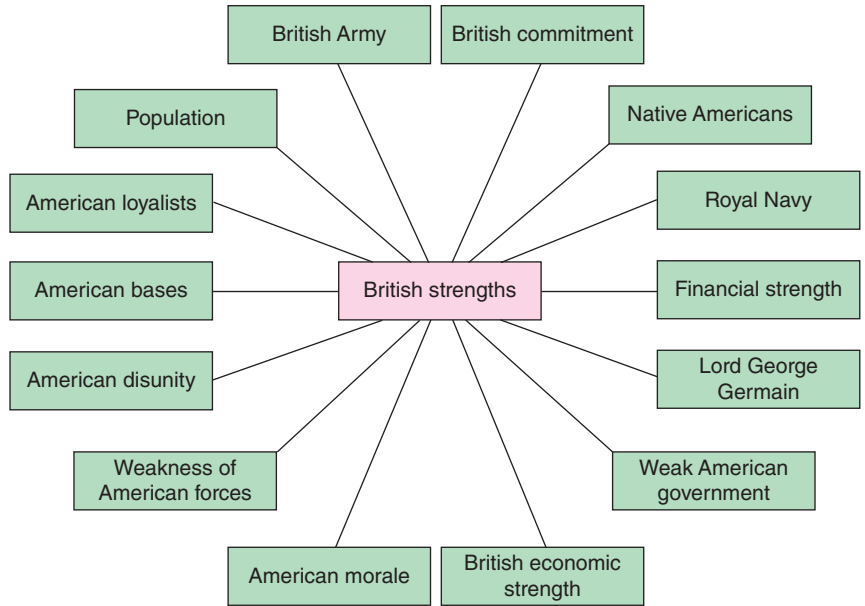 British Army
British commitment
Population
Native Americans
American loyalists
Royal Navy
American bases
British strengths
Financial strength
American disunity
Lord George
Germain
Weakness of
American forces
Weak American
government
American morale
British economic
strength